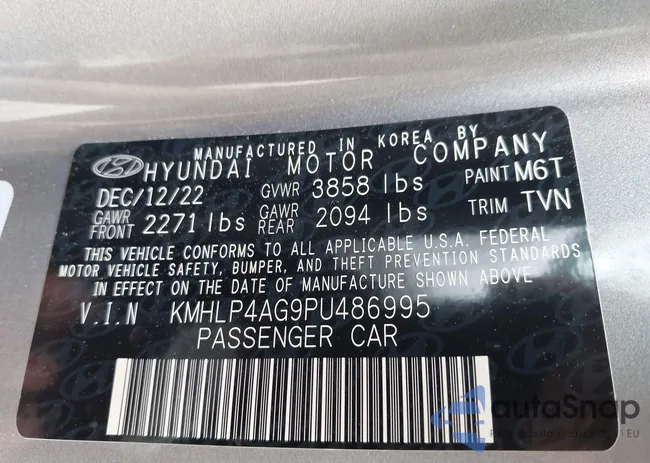 MANUFACTURED IN KOREA BY
HYUNDAI MOTOR COMPANY
DEC/12/22 GVWR 3858 lbs PAINT M6T
GAWR FRONT 2271 lbs GAWR REAR 2094 lbs TRIM TVN
THIS VEHICLE CONFORMS TO ALL APPLICABLE U.S.A. FEDERAL
MOTOR VEHICLE SAFETY, BUMPER, AND THEFT PREVENTION STANDARDS
IN EFFECT ON THE DATE OF MANUFACTURE SHOWN ABOVE
V.I.N KMHLP4AG9PU486995
PASSENGER CAR
autaSnap